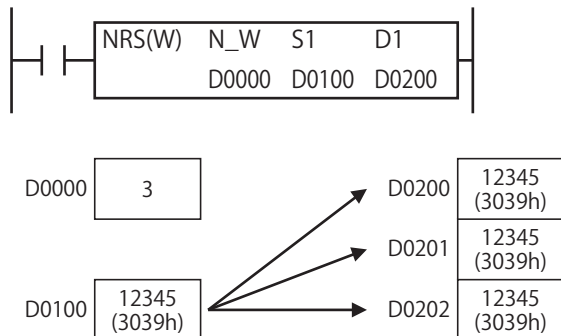 NRS(W) N_W S1 D1
D0000 D0100 D0200
D0000 3
D0200 12345
(3039h)
D0201 12345
(3039h)
D0100 12345
(3039h)
D0202 12345
(3039h)